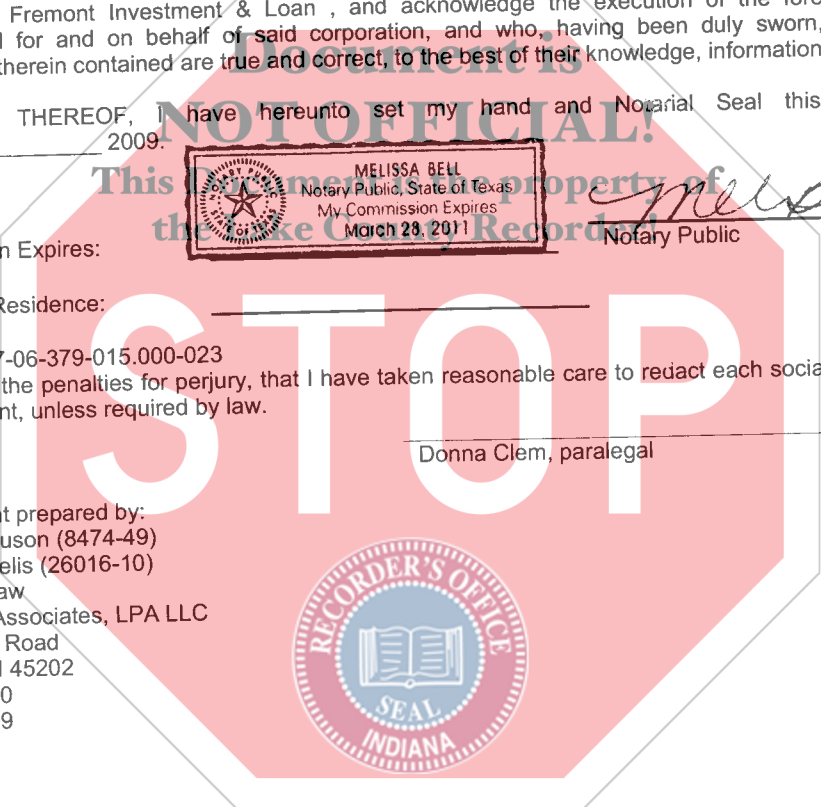 Fremont Investment & Loan , and acknowledge the execution of the
for and on behalf of said corporation, and who, having been duly sworn,
therein contained are true and correct, to the best of their knowledge, information
Document is
THEREOF, I have hereunto set my hand and Notarial Seal this
NOT OFFICIAL!
2009.
This Document is the property of
the Lake County Recorder!
MELISSA BELL
Notary Public, State of Texas
My Commission Expires
March 28, 2011
Notary Public
Expires:
Residence:
7-06-379-015.000-023
the penalties for perjury, that I have taken reasonable care to redact each
unless required by law.
STOP
Donna Clem, paralegal
prepared by:
(8474-49)
(26016-10)
Associates, LPA LLC
Road
45202
0
9
RECORDER'S OFFICE
SEAL
INDIANA